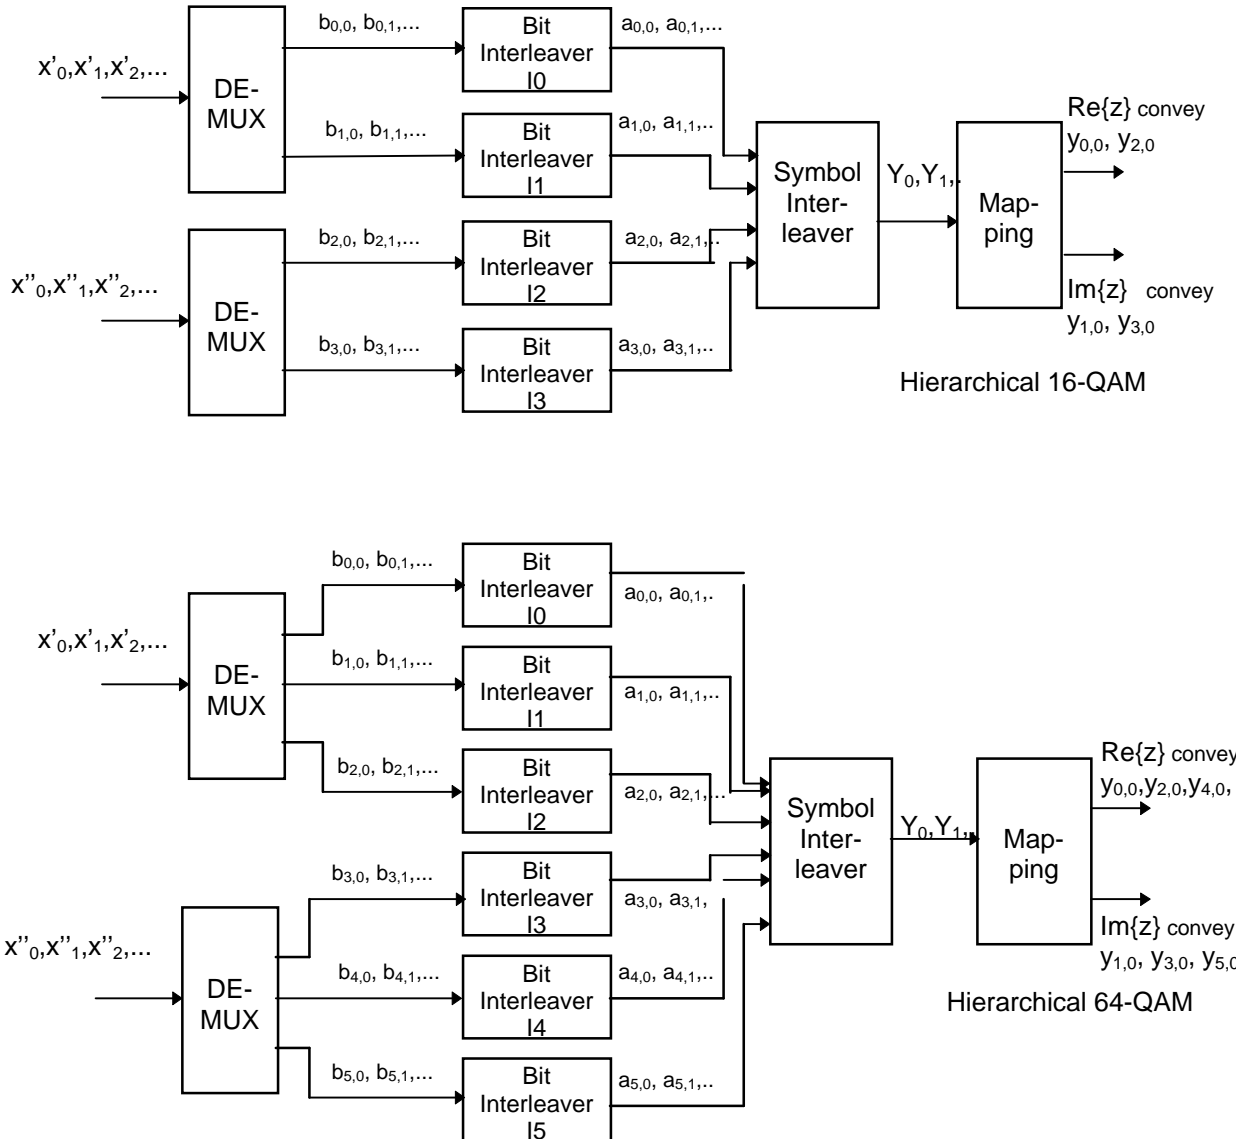 x'0,x'1,x'2,...
DE-
MUX
b0,0, b0,1,...
Bit
Interleaver
I0
a0,0, a0,1,...
b1,0, b1,1,...
Bit
Interleaver
I1
a1,0, a1,1,..
x''0,x''1,x''2,...
DE-
MUX
b2,0, b2,1,...
Bit
Interleaver
I2
a2,0, a2,1,..
b3,0, b3,1,...
Bit
Interleaver
I3
a3,0, a3,1,..
Symbol
Inter-
leaver
Y0,Y1,.
Map-
ping
Re{z} convey
y0,0, y2,0
Im{z} convey
y1,0, y3,0
Hierarchical 16-QAM
x'0,x'1,x'2,...
DE-
MUX
b0,0, b0,1,...
Bit
Interleaver
I0
a0,0, a0,1,.
b1,0, b1,1,...
Bit
Interleaver
I1
a1,0, a1,1,..
b2,0, b2,1,...
Bit
Interleaver
I2
a2,0, a2,1,...
x''0,x''1,x''2,...
DE-
MUX
b3,0, b3,1,...
Bit
Interleaver
I3
a3,0, a3,1,
b4,0, b4,1,...
Bit
Interleaver
I4
a4,0, a4,1,..
b5,0, b5,1,...
Bit
Interleaver
I5
a5,0, a5,1,..
Symbol
Inter-
leaver
Y0,Y1,.
Map-
ping
Re{z} convey
y0,0,y2,0,y4,0,
Im{z} convey
y1,0, y3,0, y5,0
Hierarchical 64-QAM